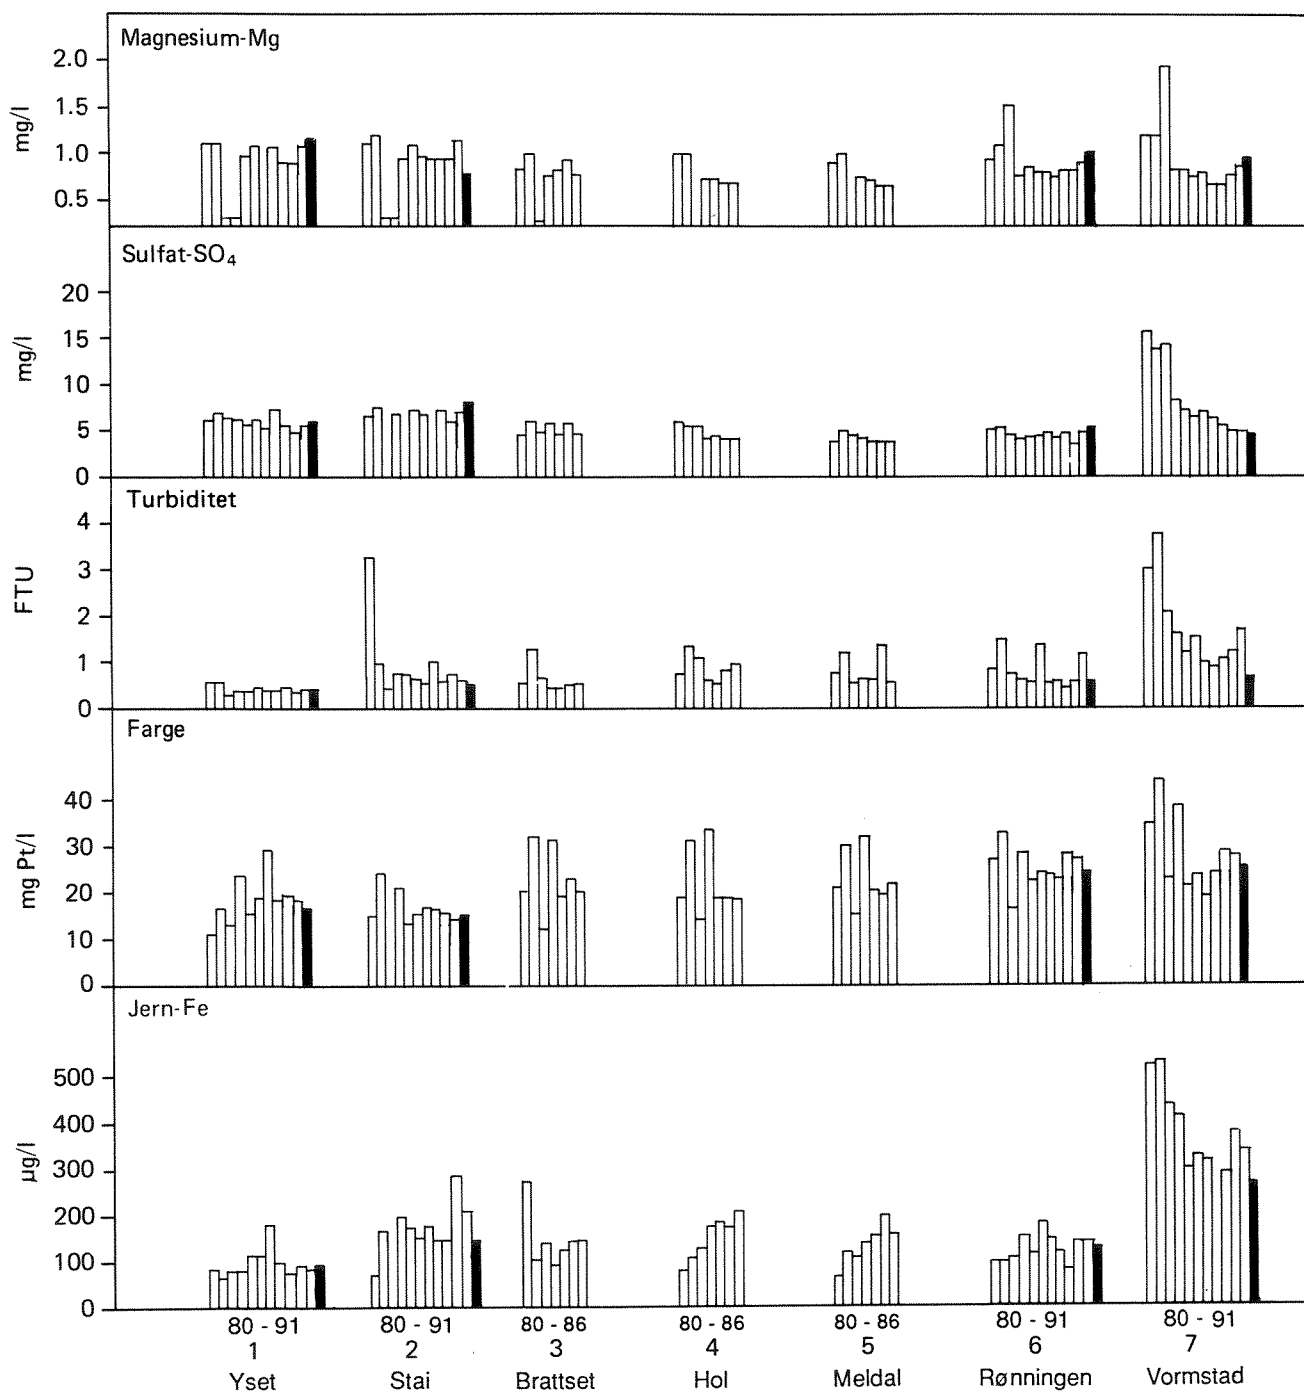 Magnesium-Mg
mg/l
2.0
1.5
1.0
0.5
Sulfat-SO₄
mg/l
20
15
10
5
0
Turbiditet
FTU
4
3
2
1
0
Farge
mg Pt/l
40
30
20
10
0
Jern-Fe
µg/l
500
400
300
200
100
0
80 - 91 80 - 91 80 - 86 80 - 86 80 - 86 80 - 91 80 - 91
1 2 3 4 5 6 7
Yset Stai Brattset Hol Meldal Rønningen Vormstad